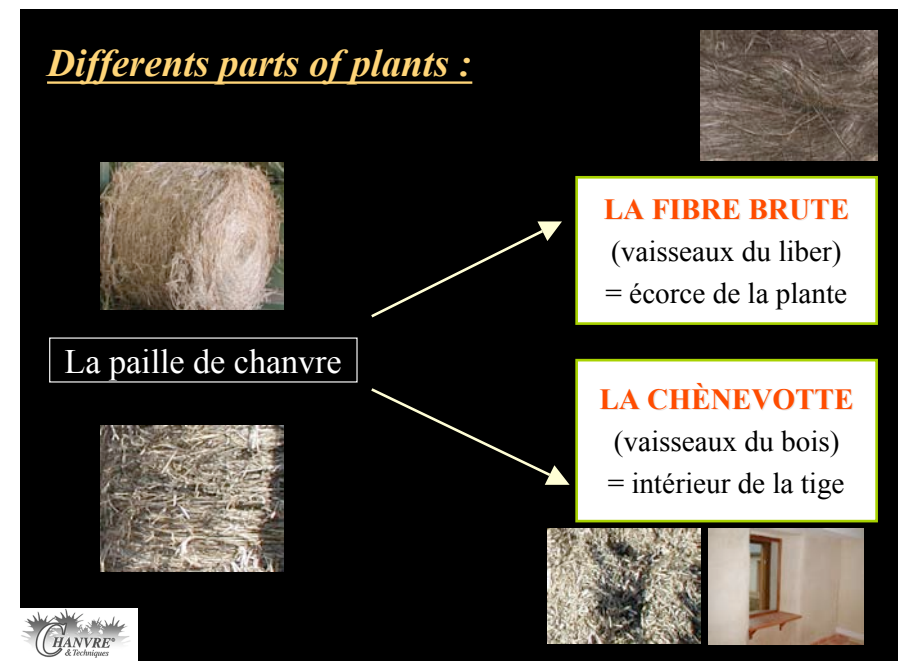 Differents parts of plants :
LA FIBRE BRUTE
(vaisseaux du liber)
= écorce de la plante
La paille de chanvre
LA CHÈNEVOTTE
(vaisseaux du bois)
= intérieur de la tige
CHANVRE®
& Techniques